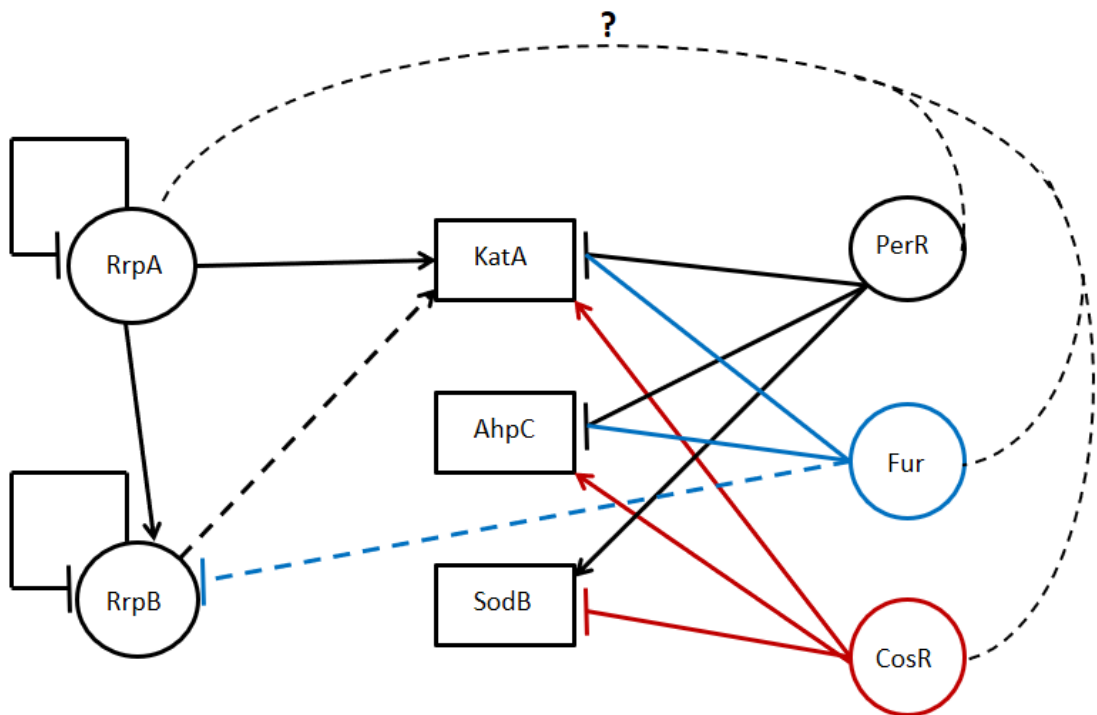 ?
RrpA
KatA
PerR
AhpC
Fur
RrpB
SodB
CosR